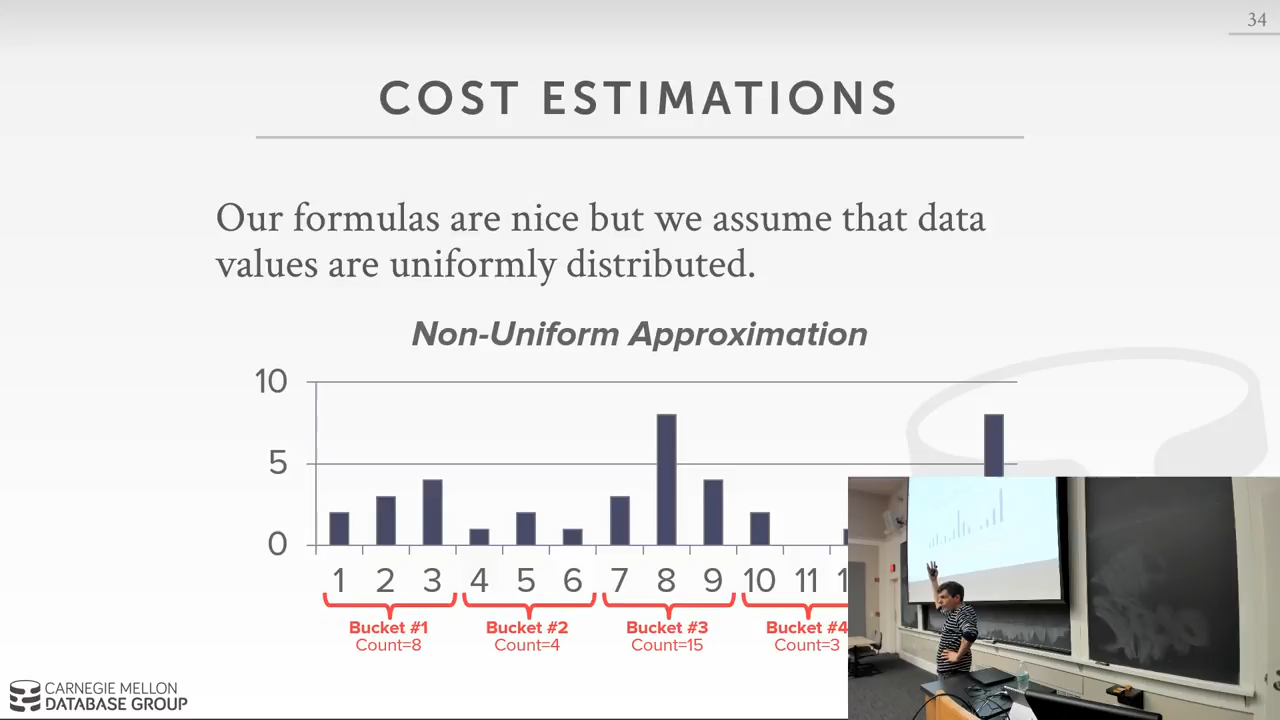 34
COST ESTIMATIONS
Our formulas are nice but we assume that data
values are uniformly distributed.
Non-Uniform Approximation
10
5
0
1 2 3 4 5 6 7 8 9 10 11
Bucket #1 Bucket #2 Bucket #3 Bucket #4
Count=8 Count=4 Count=15 Count=3
CARNEGIE MELLON
DATABASE GROUP